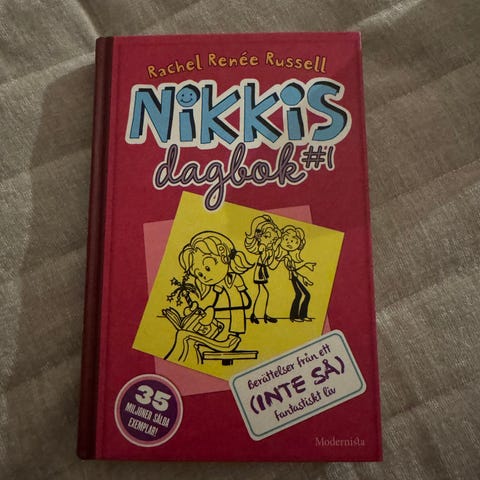 Rachel Renée Russell
NiKKiS
dagbok #1
Berättelser från ett
(INTE SÅ)
fantastiskt liv
35
MILJONER SÅLDA
EXEMPLAR!
Modernista